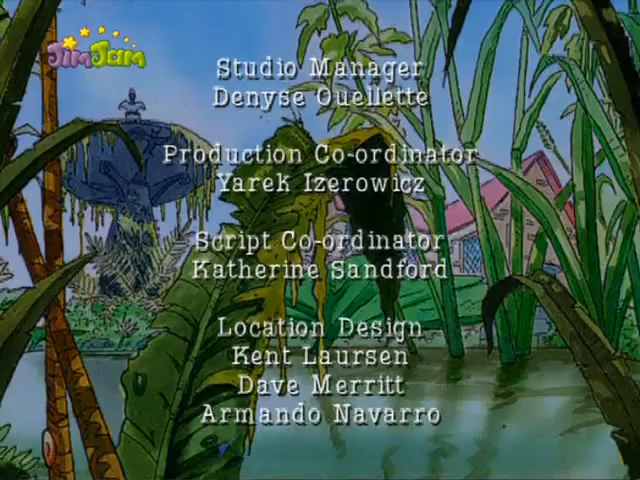 JimJam
Studio Manager
Denyse Ouellette
Production Co-ordinator
Yarek Izerowicz
Script Co-ordinator
Katherine Sandford
Location Design
Kent Laursen
Dave Merritt
Armando Navarro